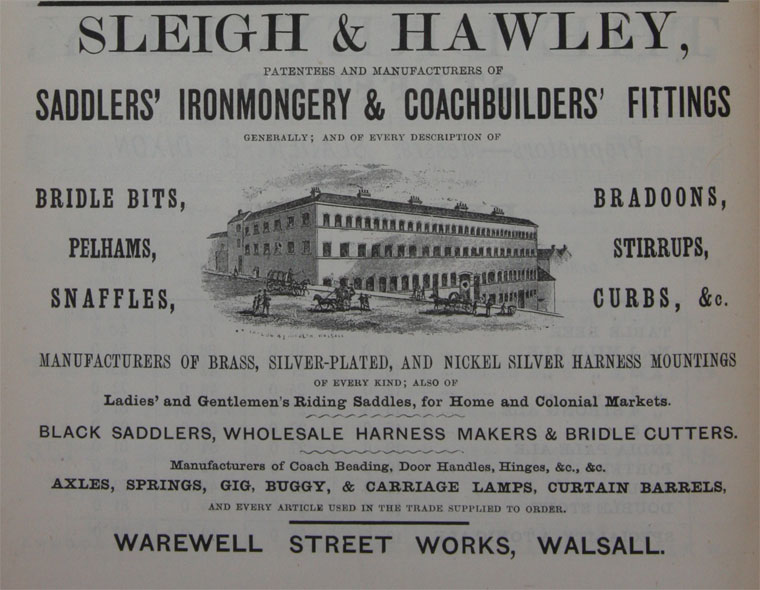 SLEIGH & HAWLEY,
PATENTEES AND MANUFACTURERS OF
SADDLERS' IRONMONGERY & COACHBUILDERS' FITTINGS
GENERALLY; AND OF EVERY DESCRIPTION OF
BRIDLE BITS,
PELHAMS,
SNAFFLES,
BRADOONS,
STIRRUPS,
CURBS, &c.
MANUFACTURERS OF BRASS, SILVER-PLATED, AND NICKEL SILVER HARNESS MOUNTINGS
OF EVERY KIND; ALSO OF
Ladies' and Gentlemen's Riding Saddles, for Home and Colonial Markets.
BLACK SADDLERS, WHOLESALE HARNESS MAKERS & BRIDLE CUTTERS.
Manufacturers of Coach Beading, Door Handles, Hinges, &c., &c.
AXLES, SPRINGS, GIG, BUGGY, & CARRIAGE LAMPS, CURTAIN BARRELS,
AND EVERY ARTICLE USED IN THE TRADE SUPPLIED TO ORDER.
WAREWELL STREET WORKS, WALSALL.